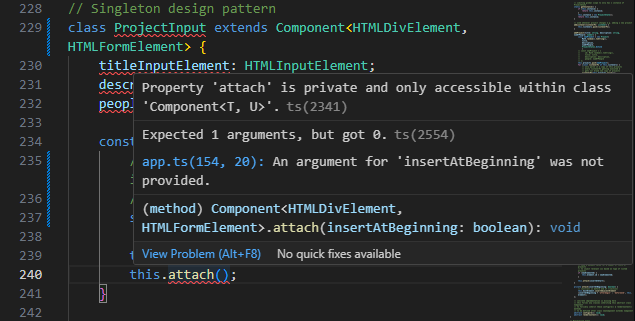 228 // Singleton design pattern
229 class ProjectInput extends Component<HTMLDivElement,
HTMLFormElement> {
230 titleInputElement: HTMLInputElement;
231 descr
232 peopl
233
234 const
235 /
i
236 /
237 s
238
239 t
240 this.attach();
241 }
242
Property 'attach' is private and only accessible within class
'Component<T, U>'. ts(2341)
Expected 1 arguments, but got 0. ts(2554)
app.ts(154, 20): An argument for 'insertAtBeginning' was not
provided.
(method) Component<HTMLDivElement,
HTMLFormElement>.attach(insertAtBeginning: boolean): void
View Problem (Alt+F8) No quick fixes available